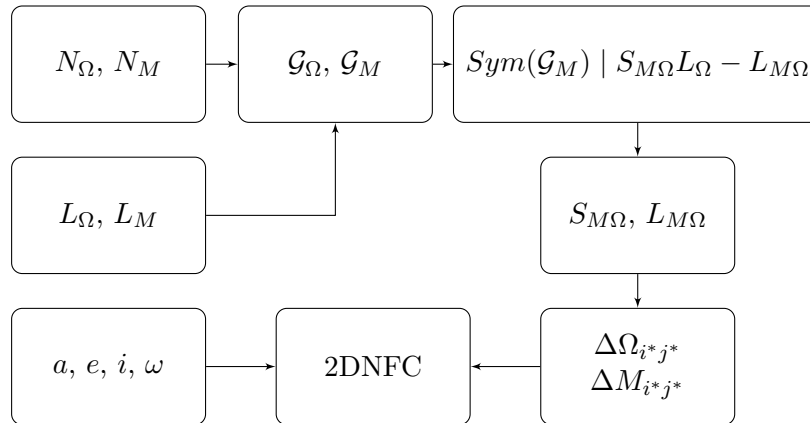 N_Ω, N_M
𝒢_Ω, 𝒢_M
Sym(𝒢_M) | S_{MΩ}L_Ω − L_{MΩ}
L_Ω, L_M
S_{MΩ}, L_{MΩ}
a, e, i, ω
2DNFC
ΔΩ_{i*j*}
ΔM_{i*j*}